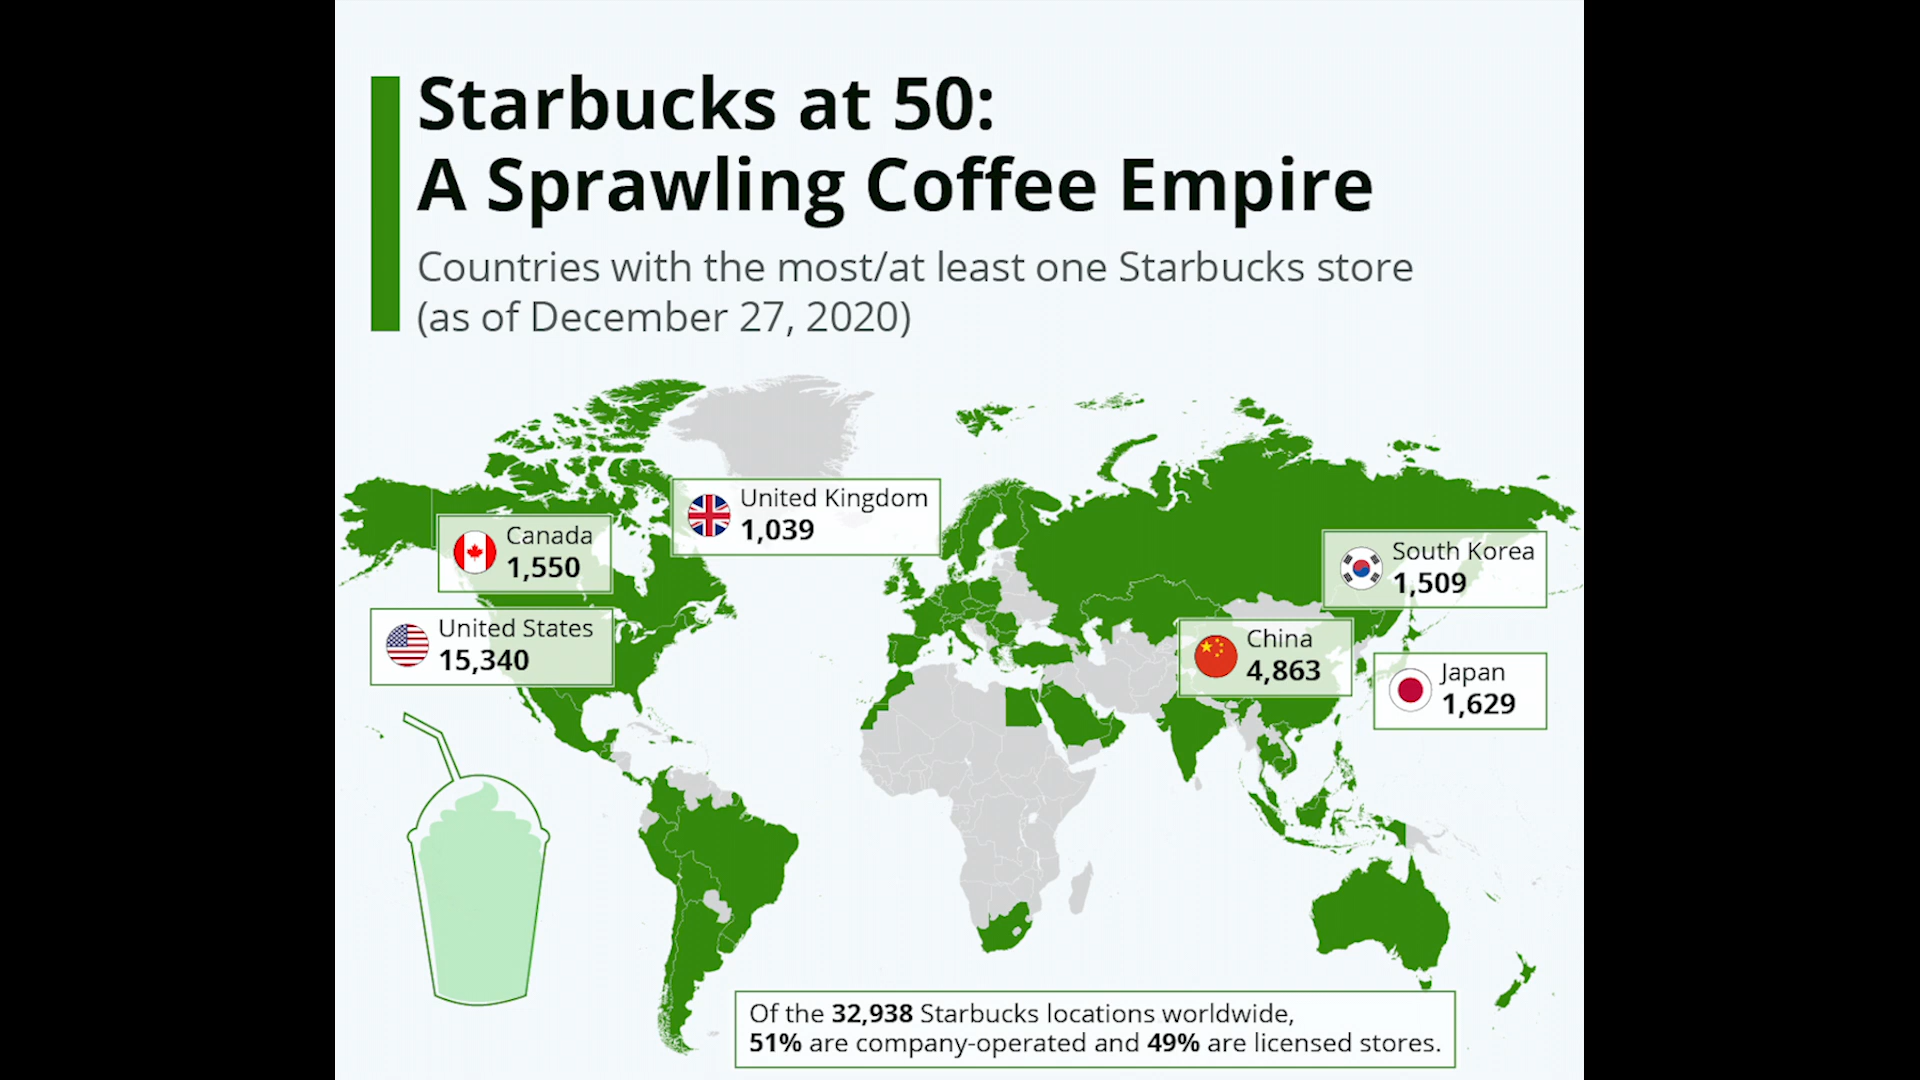 Starbucks at 50:
A Sprawling Coffee Empire
Countries with the most/at least one Starbucks store
(as of December 27, 2020)
United Kingdom
1,039
Canada
1,550
South Korea
1,509
United States
15,340
China
4,863
Japan
1,629
Of the 32,938 Starbucks locations worldwide,
51% are company-operated and 49% are licensed stores.